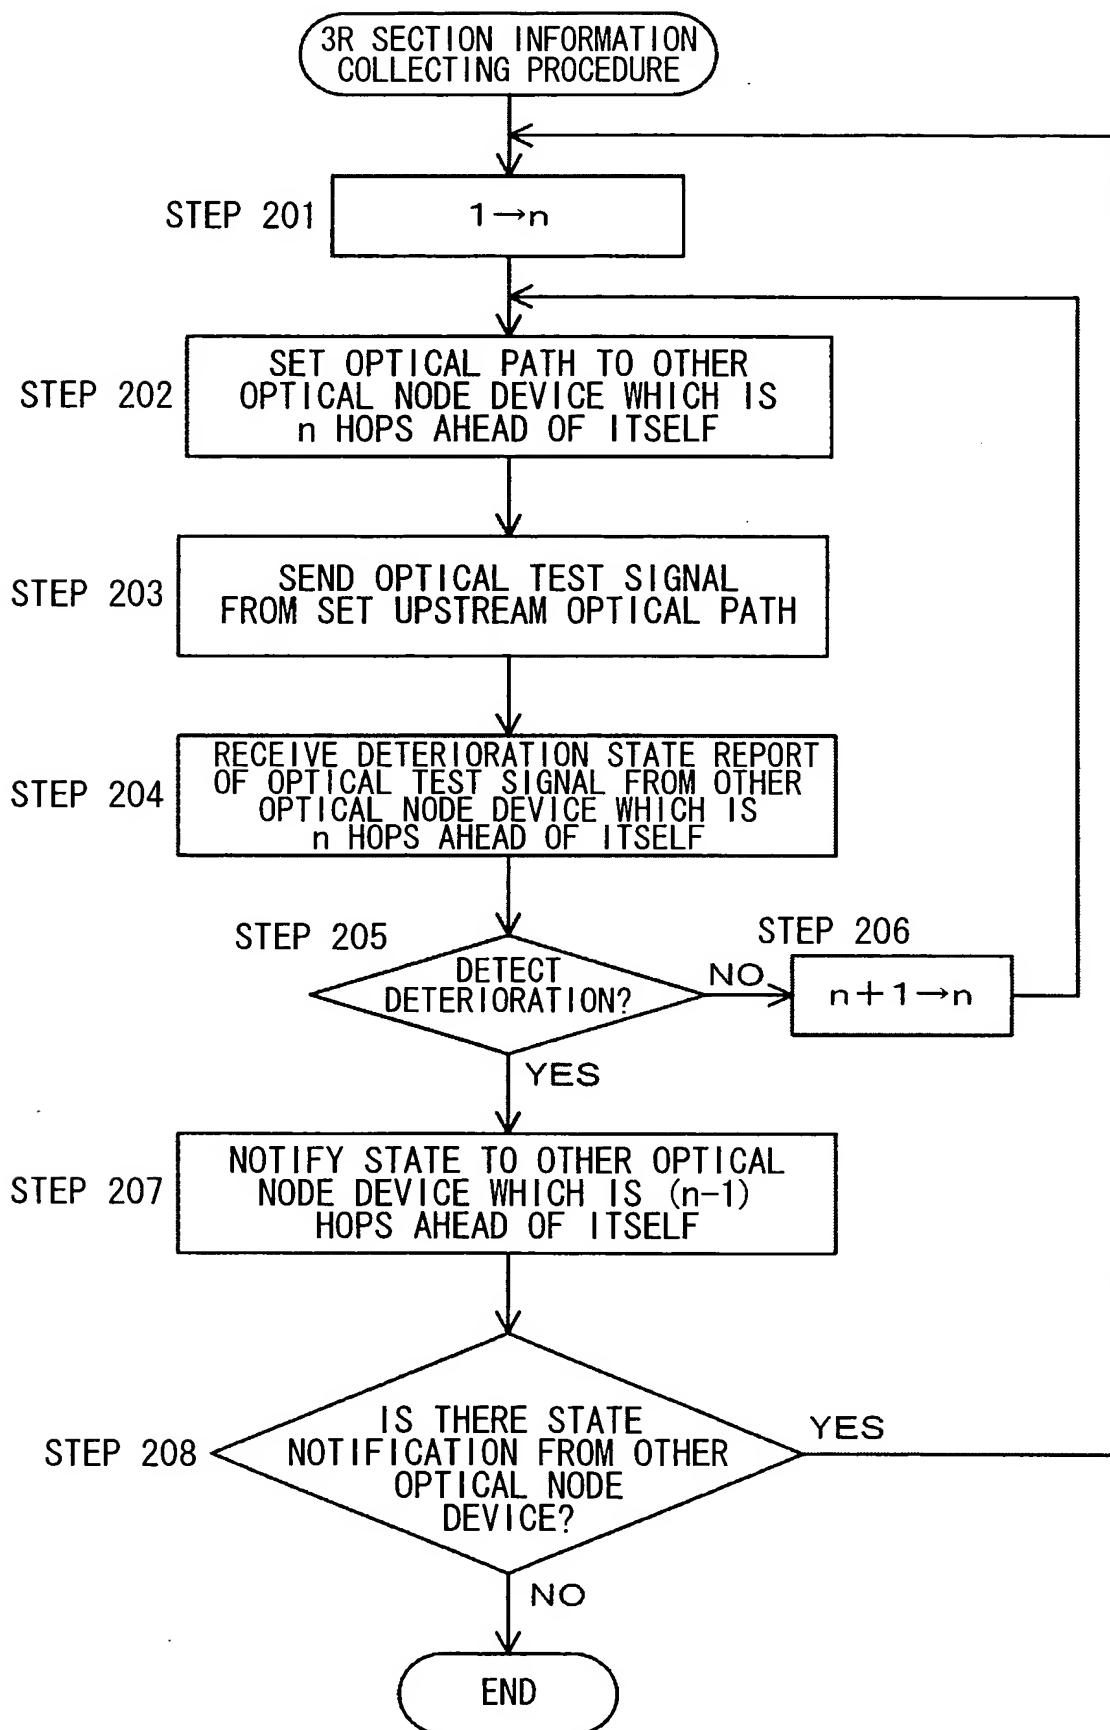 3R SECTION INFORMATION
COLLECTING PROCEDURE
STEP 201
1→n
STEP 202
SET OPTICAL PATH TO OTHER
OPTICAL NODE DEVICE WHICH IS
n HOPS AHEAD OF ITSELF
STEP 203
SEND OPTICAL TEST SIGNAL
FROM SET UPSTREAM OPTICAL PATH
STEP 204
RECEIVE DETERIORATION STATE REPORT
OF OPTICAL TEST SIGNAL FROM OTHER
OPTICAL NODE DEVICE WHICH IS
n HOPS AHEAD OF ITSELF
STEP 205
DETECT
DETERIORATION?
NO
STEP 206
n+1→n
YES
STEP 207
NOTIFY STATE TO OTHER OPTICAL
NODE DEVICE WHICH IS (n-1)
HOPS AHEAD OF ITSELF
STEP 208
IS THERE STATE
NOTIFICATION FROM OTHER
OPTICAL NODE
DEVICE?
YES
NO
END